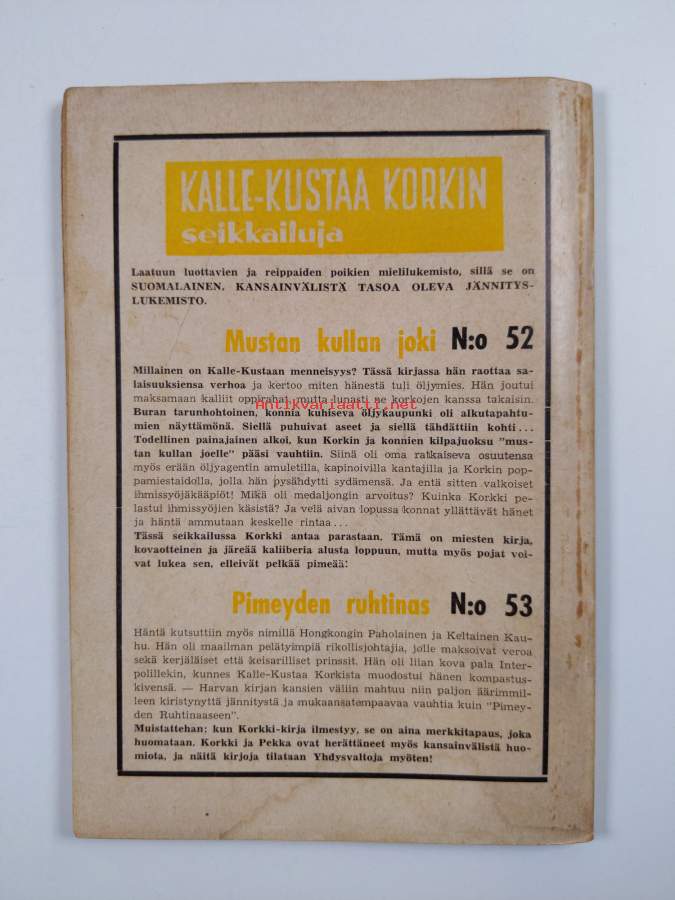 KALLE-KUSTAA KORKIN
seikkailuja
Laatuun luottavien ja reippaiden poikien mielilukemisto, sillä se on
SUOMALAINEN, KANSAINVÄLISTÄ TASOA OLEVA JÄNNITYS-
LUKEMISTO.
Mustan kullan joki N:o 52
Millainen on Kalle-Kustaan menneisyys? Tässä kirjassa hän raottaa sa-
laisuuksiensa verhoa ja kertoo miten hänestä tuli öljymies. Hän joutui
maksamaan kalliit oppirahat, mutta lunasti ne korkojen kanssa takaisin.
Antikvariaatti.net
Buran tarunhohtoinen, konnia kuhiseva öljykaupunki oli alkutapahtu-
mien näyttämönä. Siellä puhuivat aseet ja siellä tähdättiin kohti...
Todellinen painajainen alkoi, kun Korkin ja konnien kilpajuoksu "mus-
tan kullan joelle" pääsi vauhtiin. Siinä oli oma ratkaiseva osuutensa
myös erään öljyagentin amuletilla, kapinoivilla kantajilla ja Korkin pop-
pamiestaidolla, jolla hän pysähdytti sydämensä. Ja entä sitten valkoiset
ihmissyöjäkääpiöt! Mikä oli medaljongin arvoitus? Kuinka Korkki pe-
lastui ihmissyöjien käsistä? Ja velä aivan lopussa konnat yllättävät hänet
ja häntä ammutaan keskelle rintaa...
Tässä seikkailussa Korkki antaa parastaan. Tämä on miesten kirja,
kovaotteinen ja järeää kaliiberia alusta loppuun, mutta myös pojat voi-
vat lukea sen, elleivät pelkää pimeää!
Pimeyden ruhtinas N:o 53
Häntä kutsuttiin myös nimillä Hongkongin Paholainen ja Keltainen Kau-
hu. Hän oli maailman pelätyimpiä rikollisjohtajia, jolle maksoivat veroa
sekä kerjäläiset että keisarilliset prinssit. Hän oli liian kova pala Inter-
polillekin, kunnes Kalle-Kustaa Korkista muodostui hänen kompastus-
kivensä. — Harvan kirjan kansien väliin mahtuu niin paljon äärimmil-
leen kiristynyttä jännitystä ja mukaansatempaavaa vauhtia kuin "Pimey-
den Ruhtinaaseen".
Muistattehan: kun Korkki-kirja ilmestyy, se on aina merkkitapaus, joka
huomataan. Korkki ja Pekka ovat herättäneet myös kansainvälistä huo-
miota, ja näitä kirjoja tilataan Yhdysvaltoja myöten!